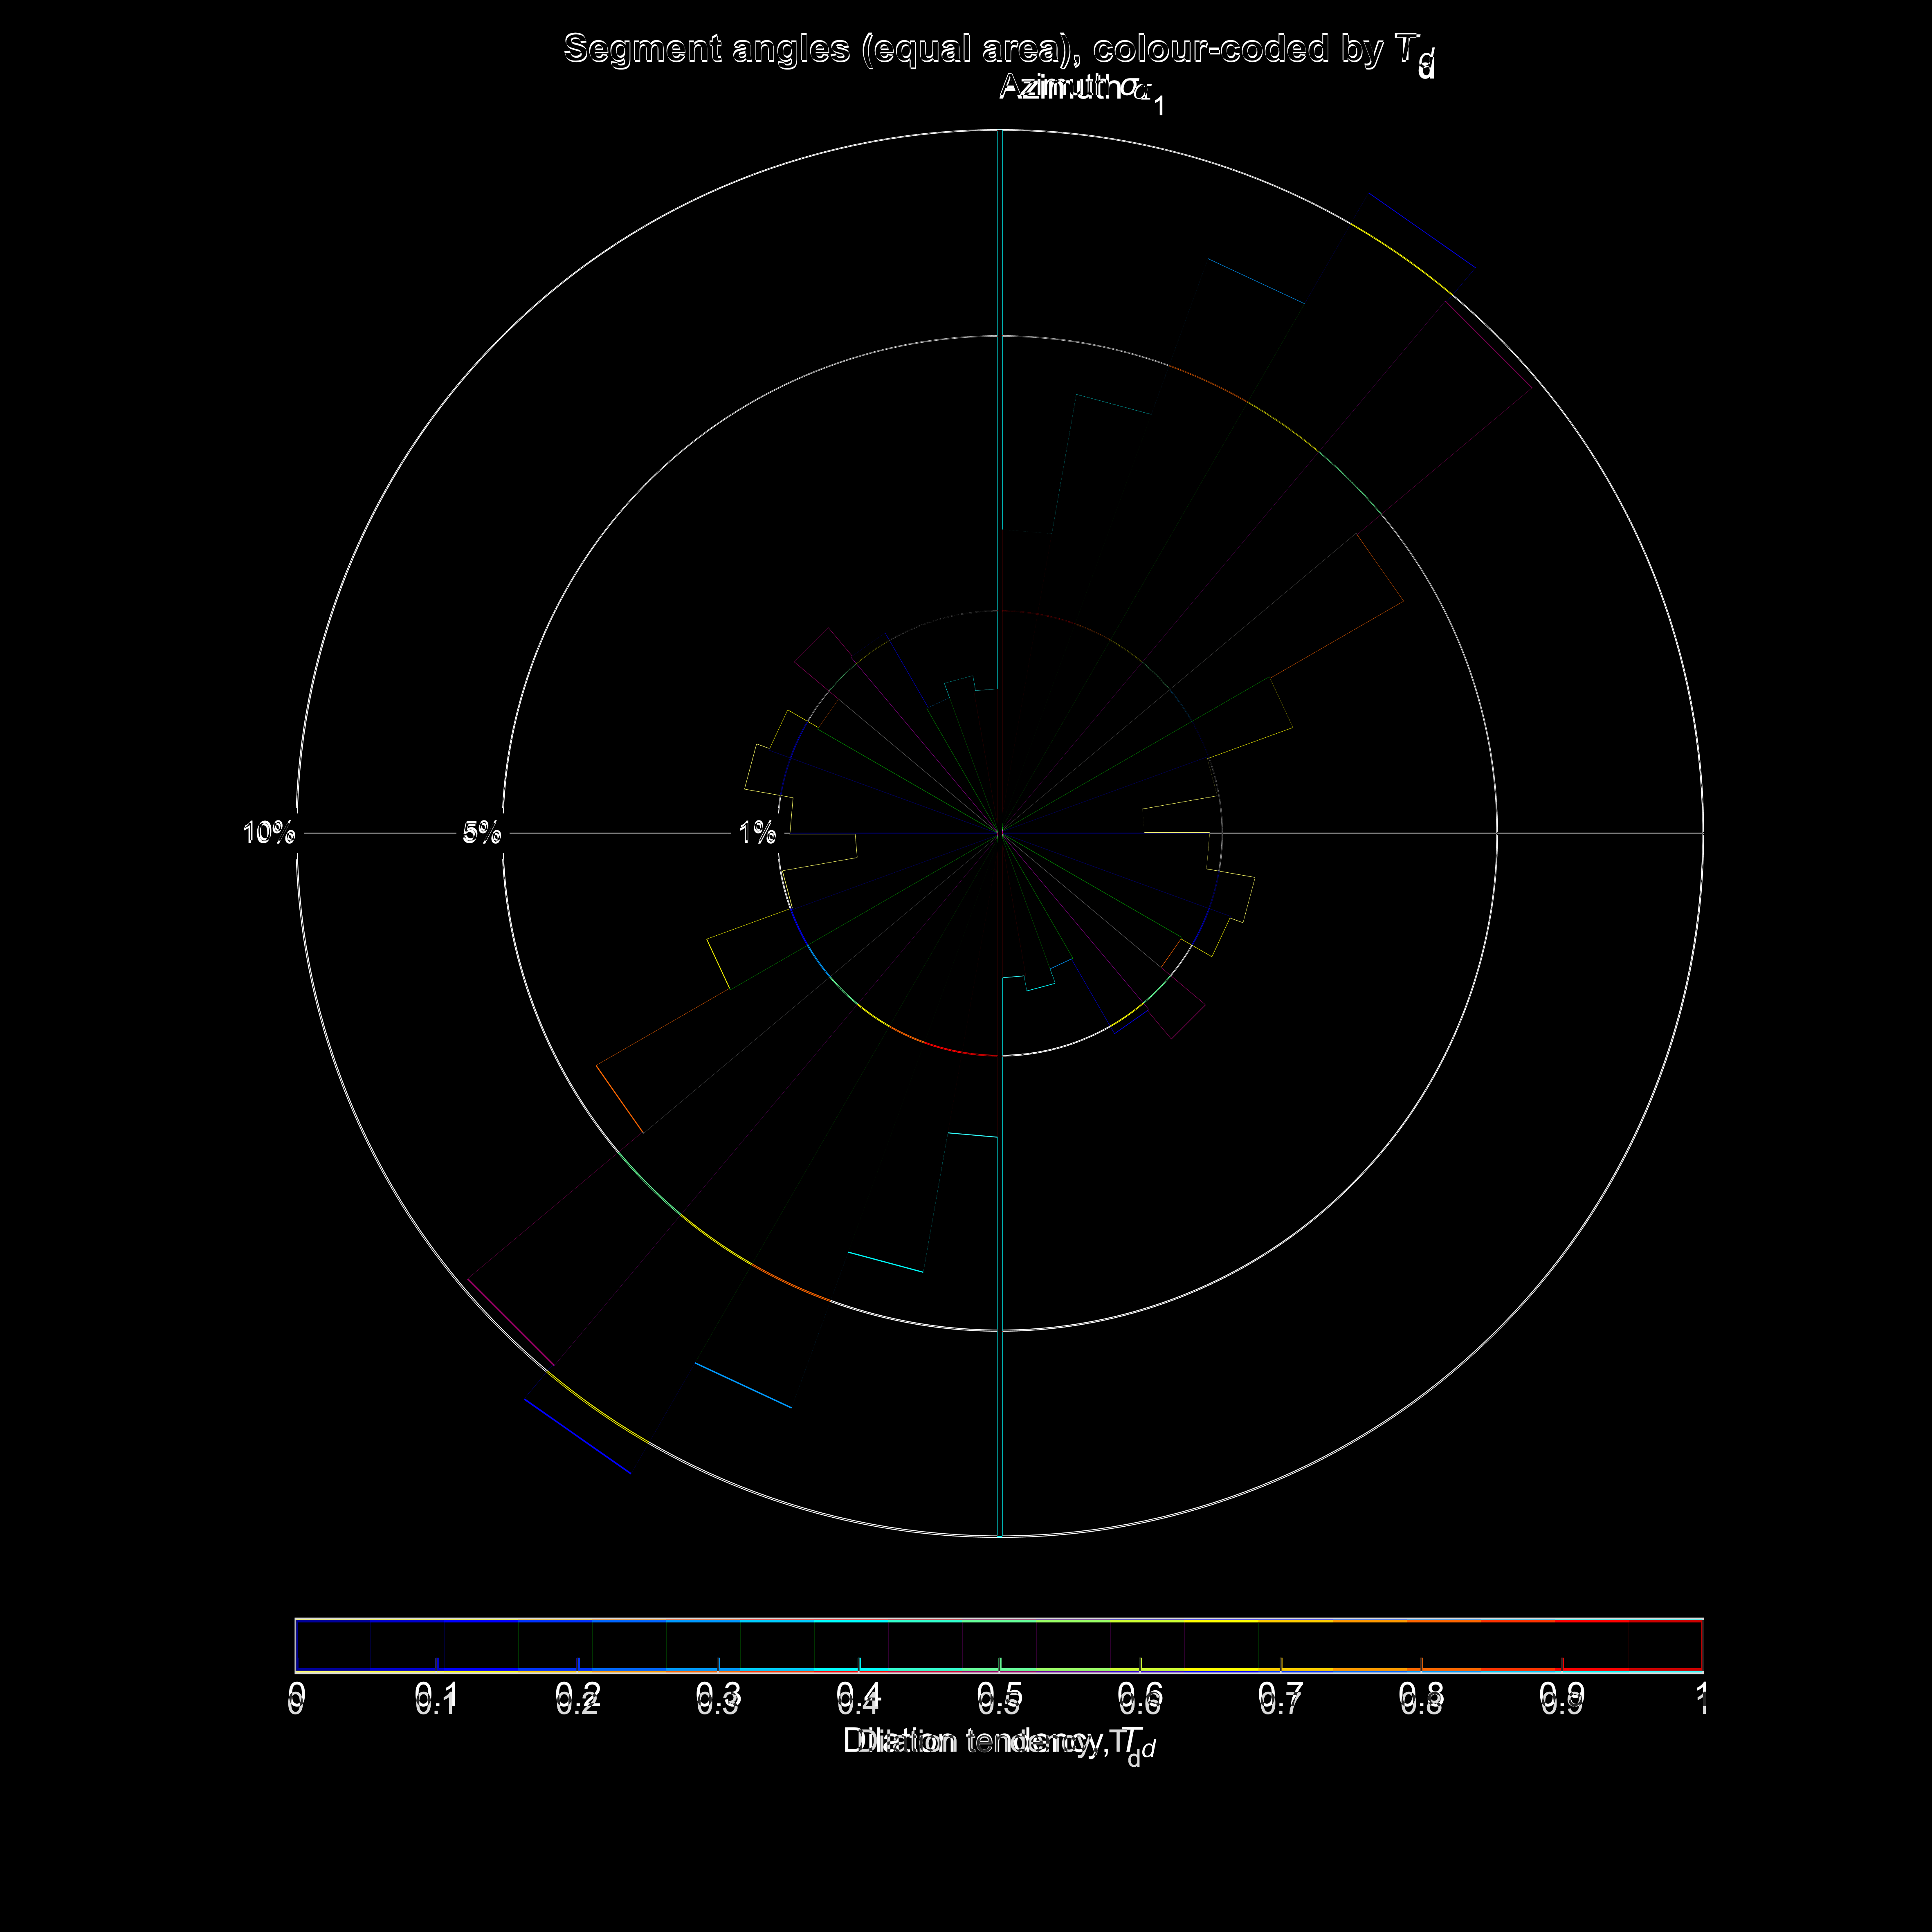 Segment angles (equal area), colour-coded by Td
Azimuth σ1
10% 5% 1%
0 0.1 0.2 0.3 0.4 0.5 0.6 0.7 0.8 0.9 1
Dilation tendency, Td